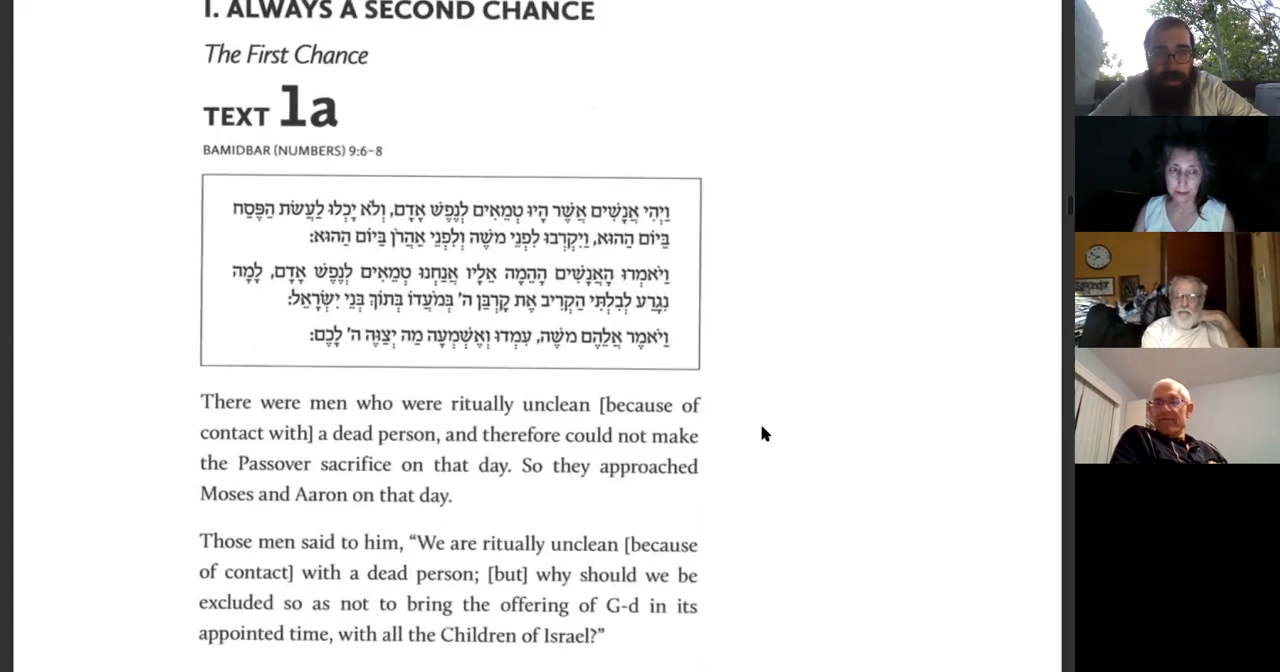 I. ALWAYS A SECOND CHANCE
The First Chance
TEXT 1a
BAMIDBAR (NUMBERS) 9:6–8
וַיְהִי אֲנָשִׁים אֲשֶׁר הָיוּ טְמֵאִים לְנֶפֶשׁ אָדָם, וְלֹא יָכְלוּ לַעֲשֹׂת הַפֶּסַח
בַּיוֹם הַהוּא, וַיִּקְרְבוּ לִפְנֵי מֹשֶׁה וְלִפְנֵי אַהֲרֹן בַּיוֹם הַהוּא:
וַיֹּאמְרוּ הָאֲנָשִׁים הָהֵמָה אֵלָיו אֲנַחְנוּ טְמֵאִים לְנֶפֶשׁ אָדָם, לָמָּה
נִגָּרַע לְבִלְתִּי הַקְרִיב אֶת קָרְבַּן ה' בְּמֹעֲדוֹ בְּתוֹךְ בְּנֵי יִשְׂרָאֵל:
וַיֹּאמֶר אֲלֵהֶם מֹשֶׁה, עִמְדוּ וְאֶשְׁמְעָה מַה יְצַוֶּה ה' לָכֶם:
There were men who were ritually unclean [because of
contact with] a dead person, and therefore could not make
the Passover sacrifice on that day. So they approached
Moses and Aaron on that day.
Those men said to him, “We are ritually unclean [because
of contact] with a dead person; [but] why should we be
excluded so as not to bring the offering of G-d in its
appointed time, with all the Children of Israel?”